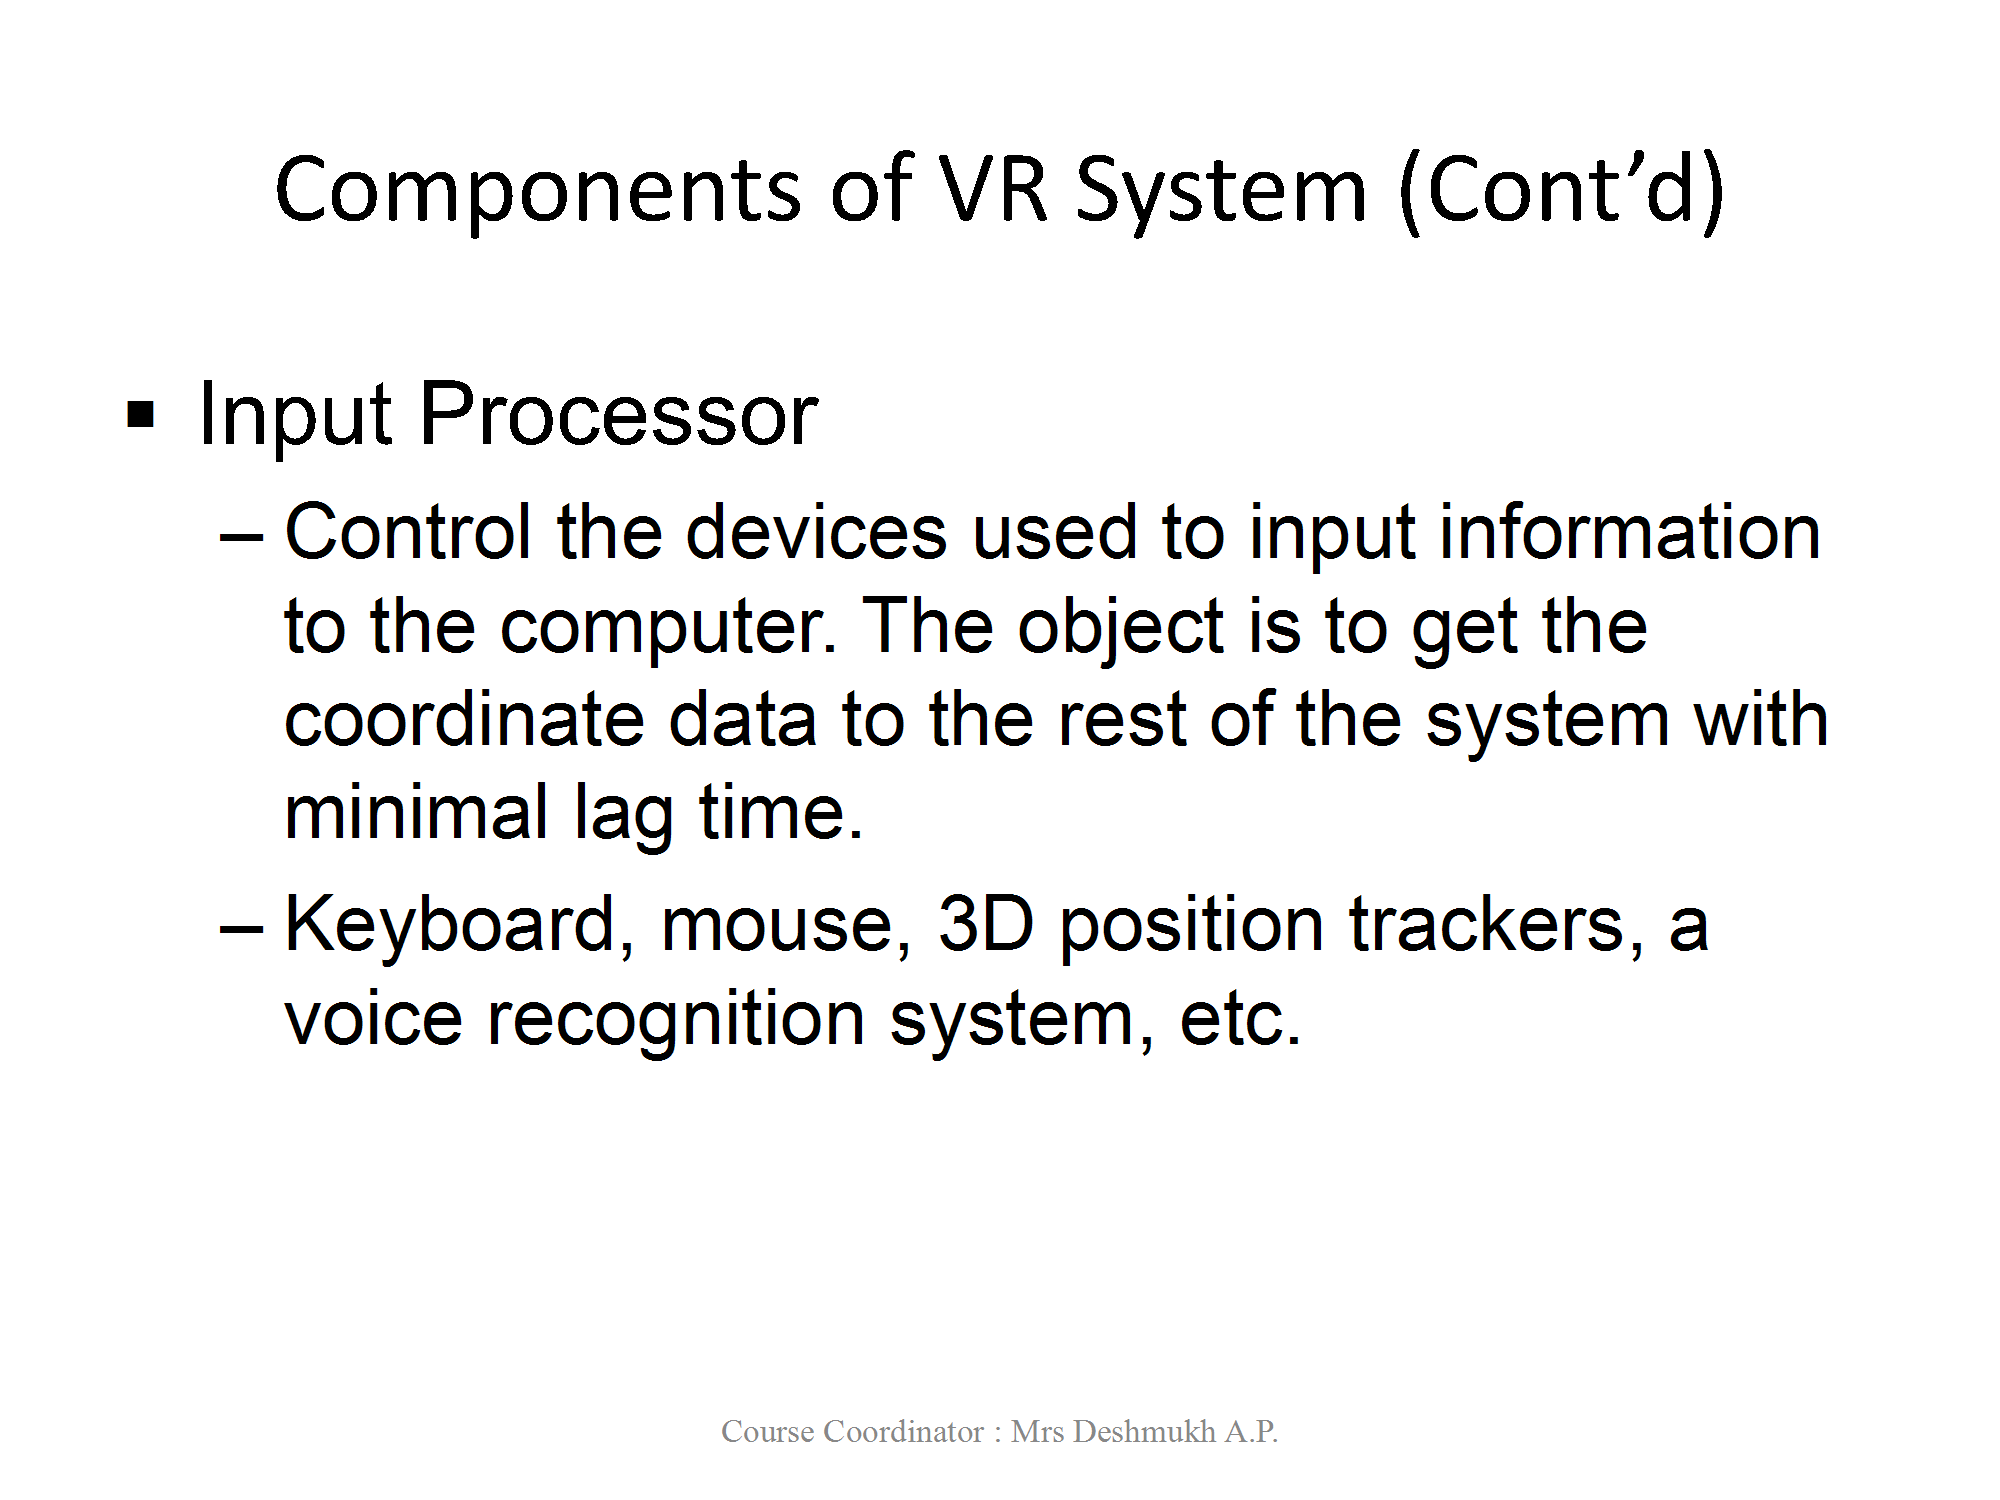 Components of VR System (Cont’d)
▪ Input Processor
– Control the devices used to input information
to the computer. The object is to get the
coordinate data to the rest of the system with
minimal lag time.
– Keyboard, mouse, 3D position trackers, a
voice recognition system, etc.
Course Coordinator : Mrs Deshmukh A.P.